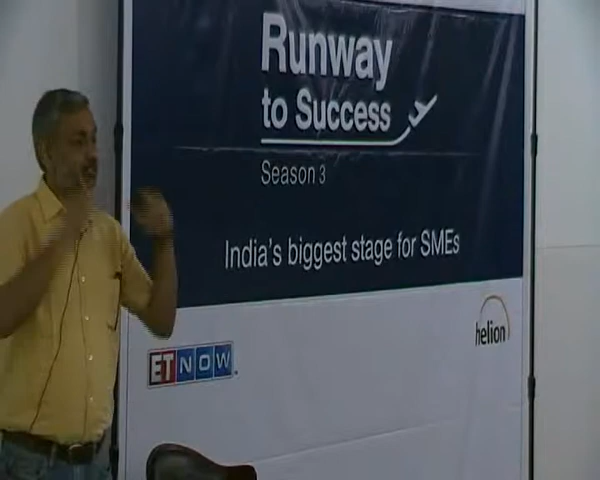 Runway
to Success
Season 3
India's biggest stage for SMEs
helion
ET NOW